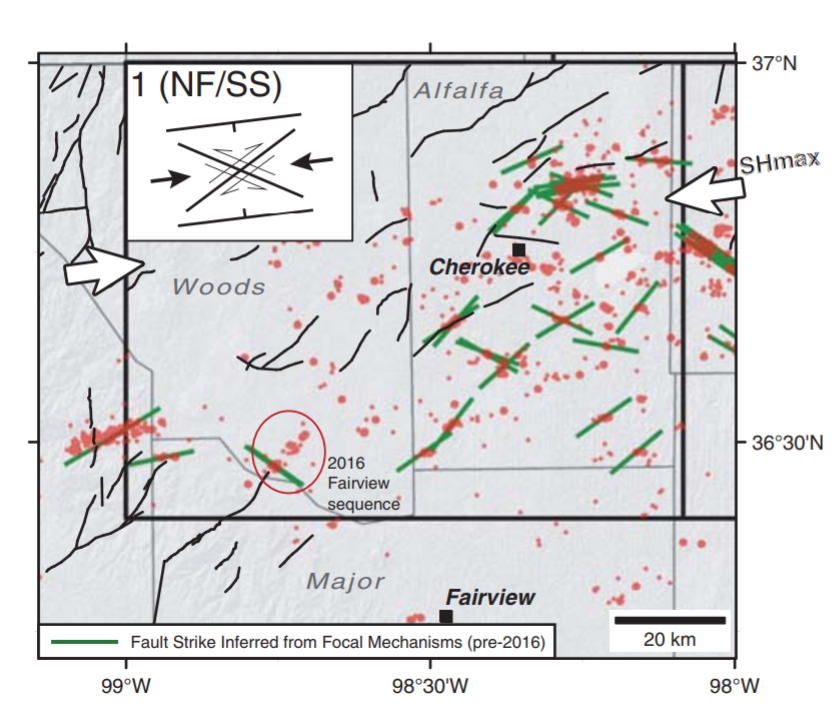 37°N
1 (NF/SS)
Alfalfa
SHmax
Cherokee
Woods
36°30'N
2016
Fairview
sequence
Major
Fairview
Fault Strike Inferred from Focal Mechanisms (pre-2016)
20 km
99°W
98°30'W
98°W